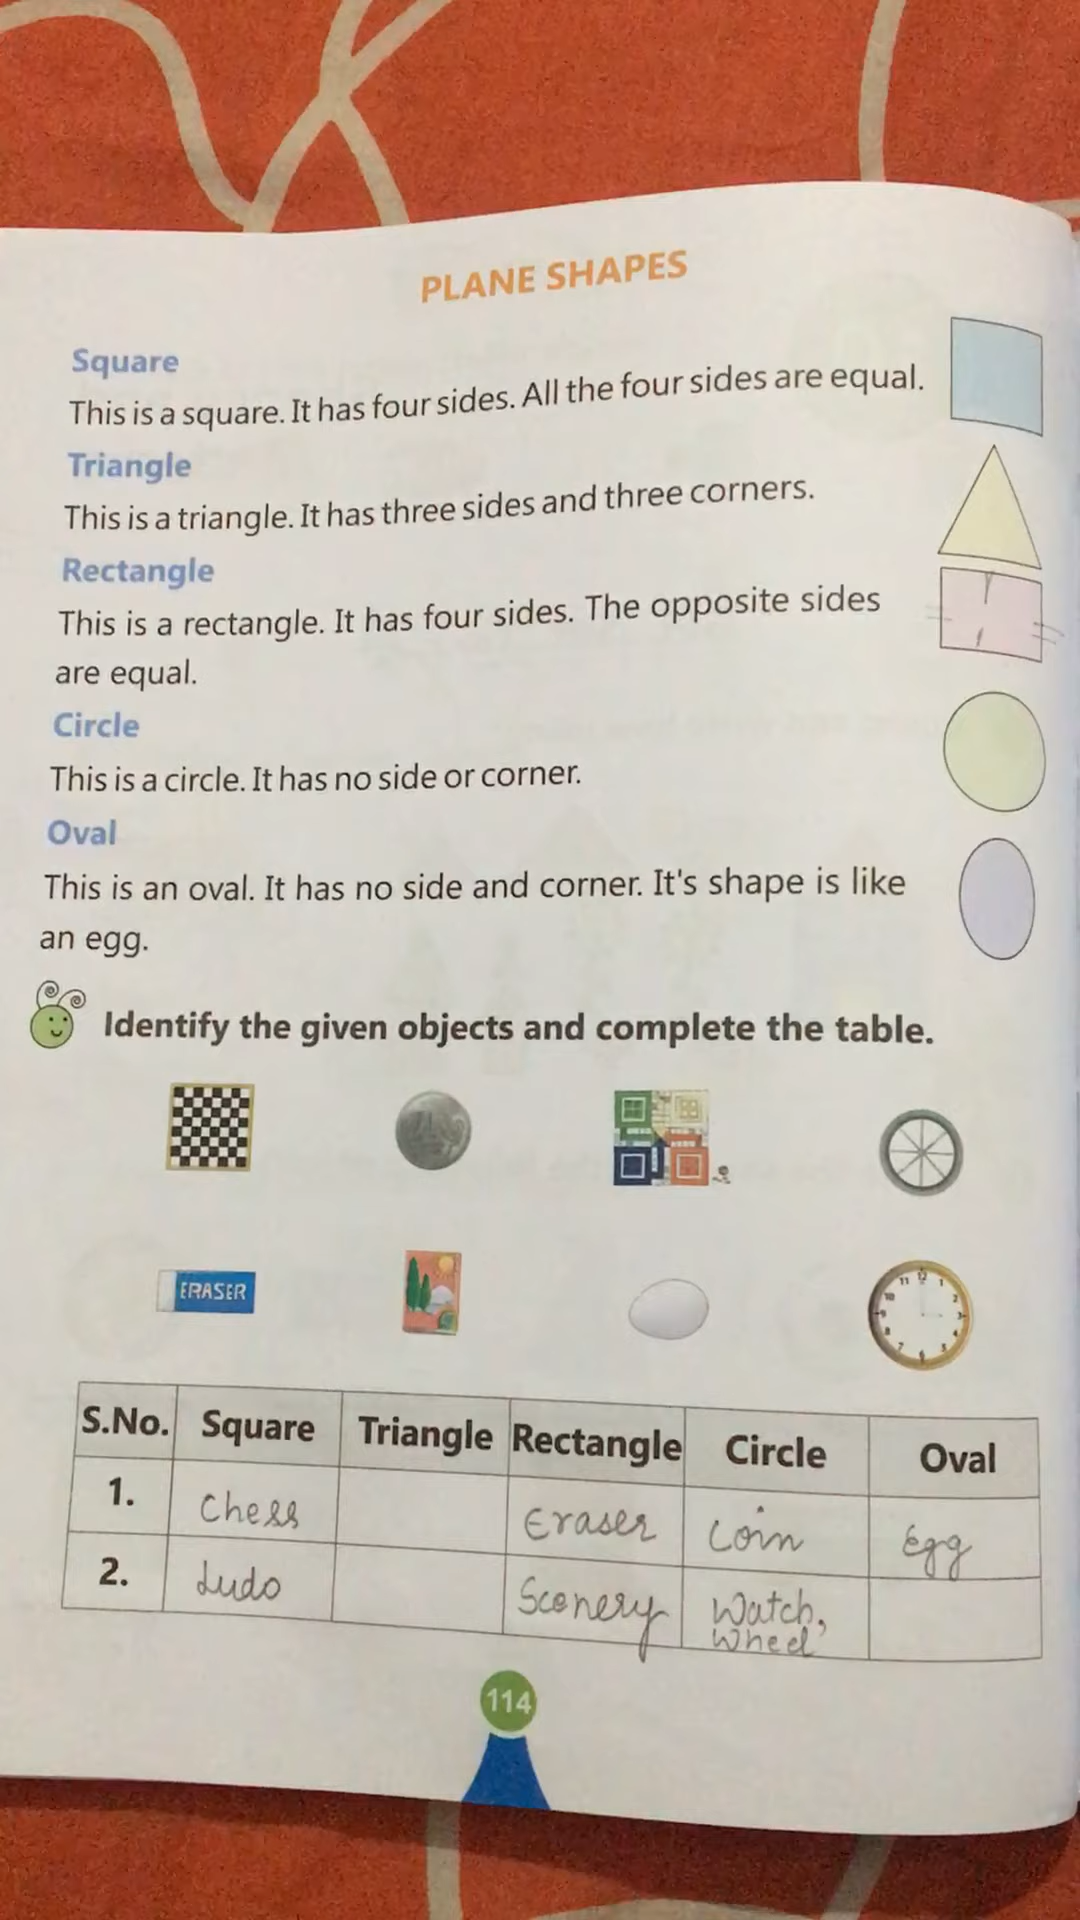 PLANE SHAPES
Square
This is a square. It has four sides. All the four sides are equal.
Triangle
This is a triangle. It has three sides and three corners.
Rectangle
This is a rectangle. It has four sides. The opposite sides
are equal.
Circle
This is a circle. It has no side or corner.
Oval
This is an oval. It has no side and corner. It's shape is like
an egg.
Identify the given objects and complete the table.
ERASER
S.No. Square Triangle Rectangle Circle Oval
1. Chess Eraser Coin Egg
2. Ludo Scenery Watch,
Wheel
114